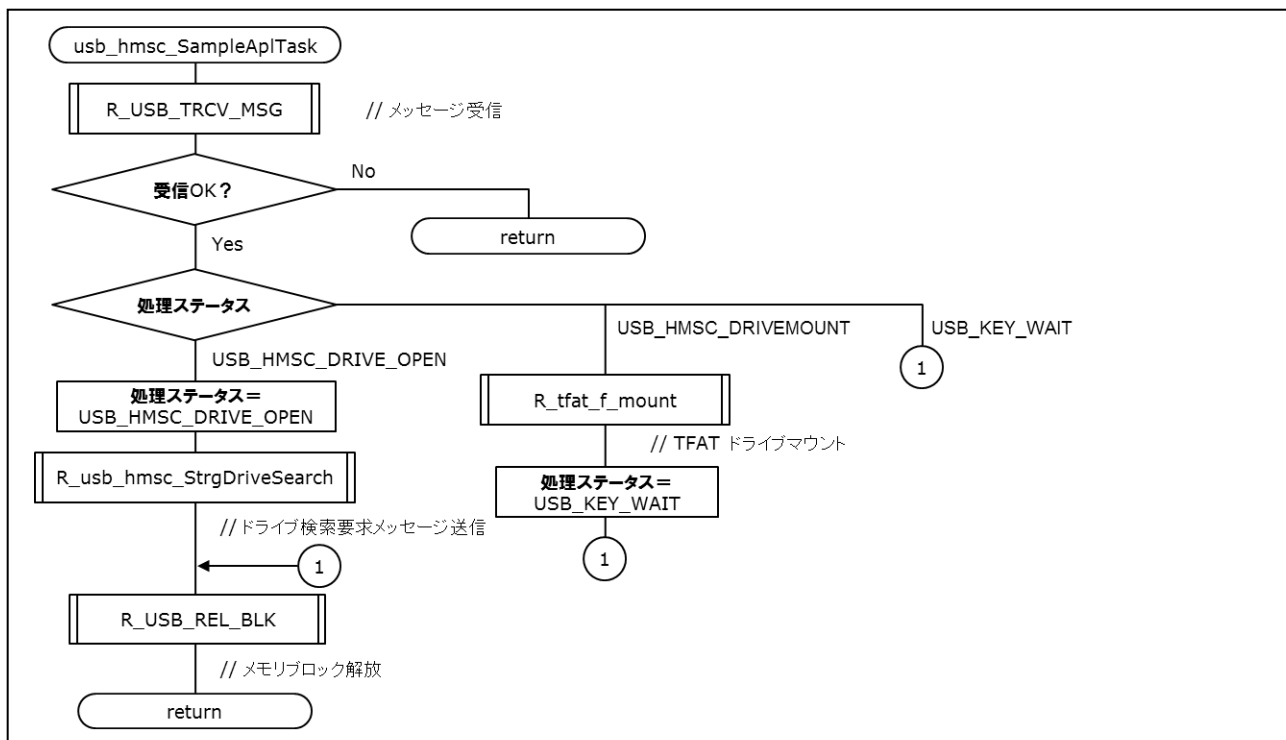 usb_hmsc_SampleAplTask
R_USB_TRCV_MSG
// メッセージ受信
受信OK？
No
return
Yes
処理ステータス
USB_HMSC_DRIVE_OPEN
USB_HMSC_DRIVEMOUNT
USB_KEY_WAIT
1
処理ステータス＝
USB_HMSC_DRIVE_OPEN
R_tfat_f_mount
// TFAT ドライブマウント
R_usb_hmsc_StrgDriveSearch
処理ステータス＝
USB_KEY_WAIT
// ドライブ検索要求メッセージ送信
1
1
R_USB_REL_BLK
// メモリブロック解放
return